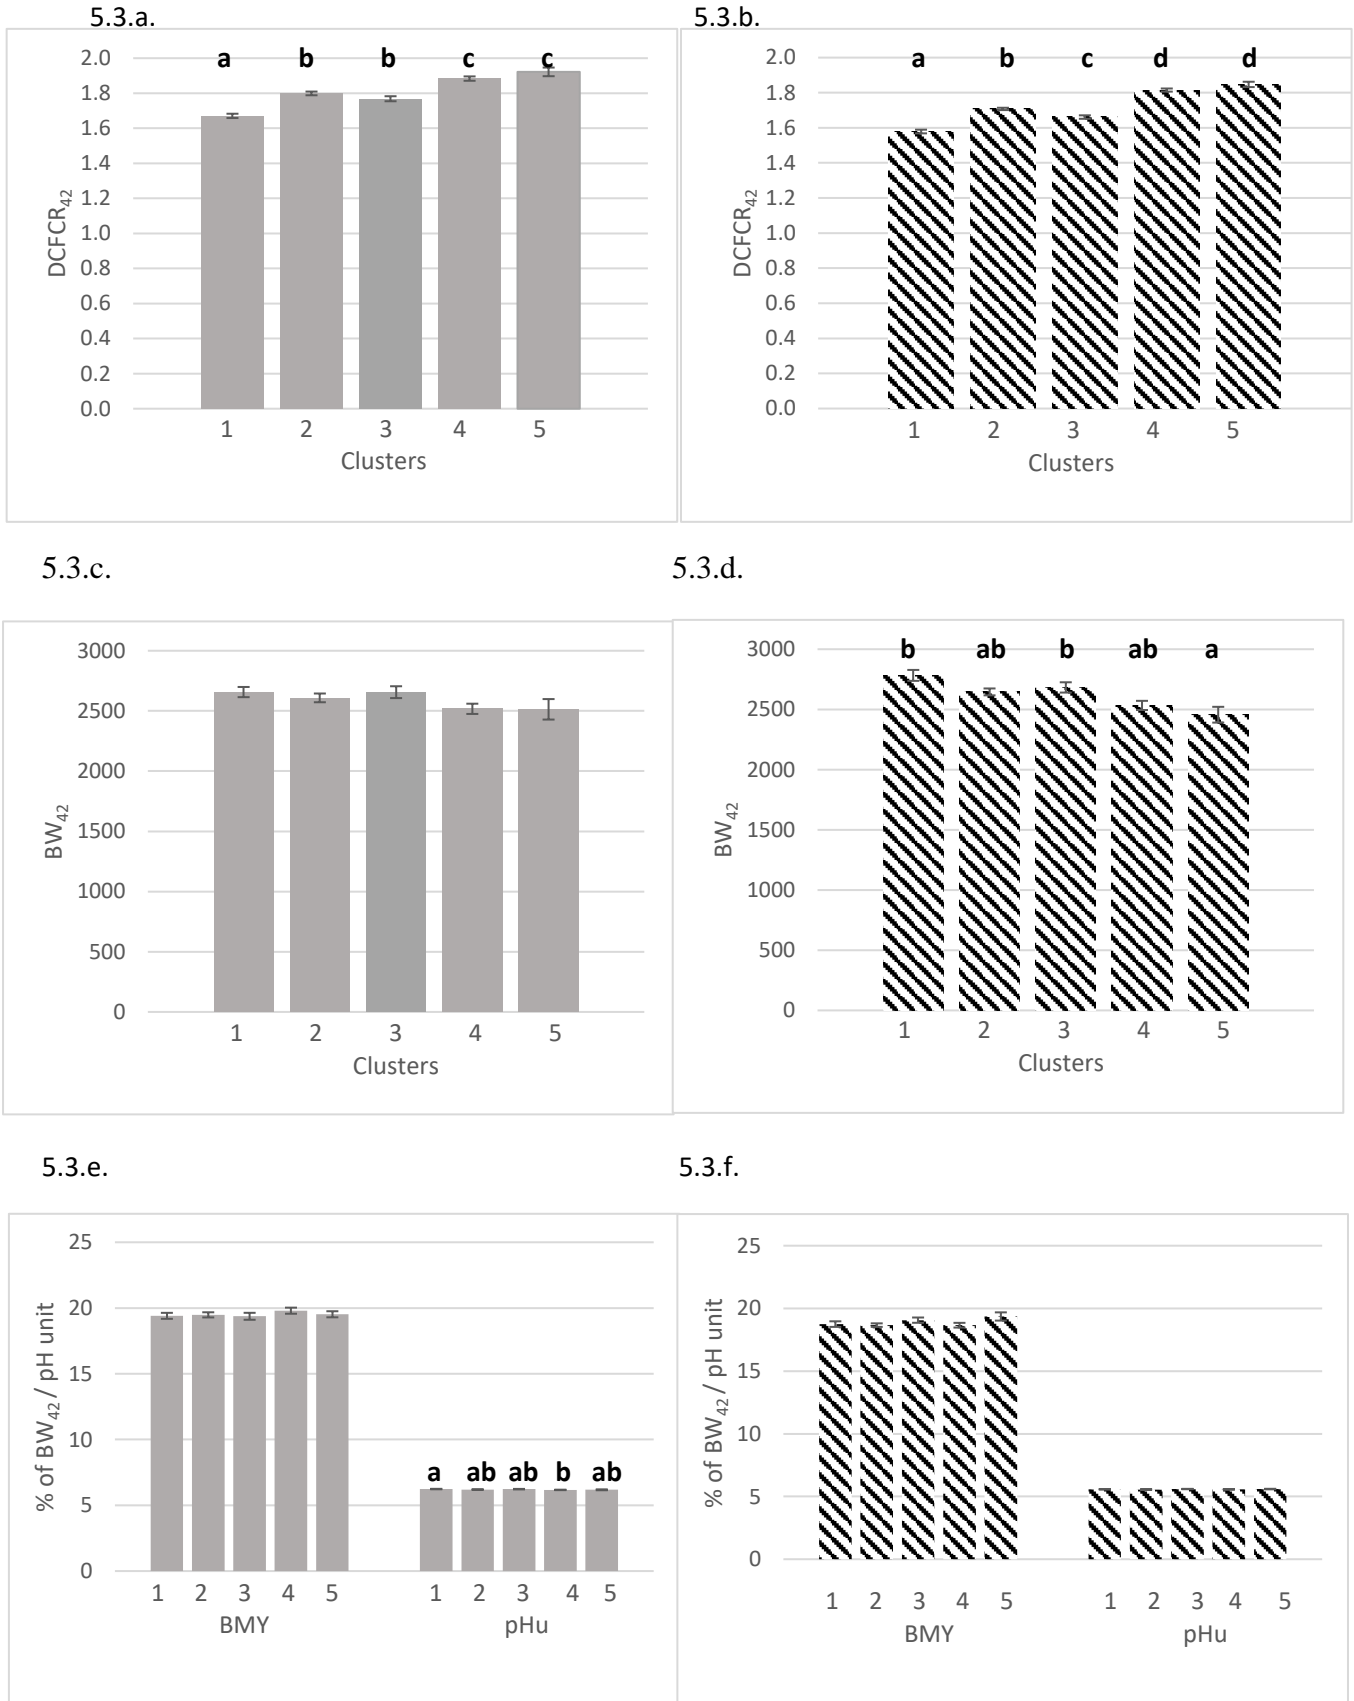 5.3.a.
2.0
1.8
1.6
1.4
1.2
1.0
0.8
0.6
0.4
0.2
0.0
DCFCR42
a b b c c
1 2 3 4 5
Clusters
5.3.b.
2.0
1.8
1.6
1.4
1.2
1.0
0.8
0.6
0.4
0.2
0.0
DCFCR42
a b c d d
1 2 3 4 5
Clusters
5.3.c.
3000
2500
2000
1500
1000
500
0
BW42
1 2 3 4 5
Clusters
5.3.d.
3000
2500
2000
1500
1000
500
0
BW42
b ab b ab a
1 2 3 4 5
Clusters
5.3.e.
25
20
15
10
5
0
% of BW42 / pH unit
a ab ab b ab
1 2 3 4 5 1 2 3 4 5
BMY pHu
5.3.f.
25
20
15
10
5
0
% of BW42 / pH unit
1 2 3 4 5 1 2 3 4 5
BMY pHu